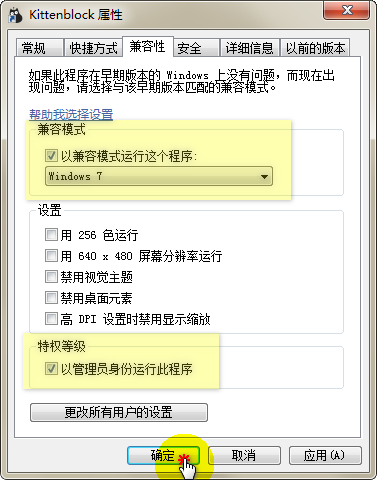 Kittenblock 属性
常规 快捷方式 兼容性 安全 详细信息 以前的版本
如果此程序在早期版本的 Windows 上没有问题，而现在出
现问题，请选择与该早期版本匹配的兼容模式。
帮助我选择设置
兼容模式
以兼容模式运行这个程序:
Windows 7
设置
用 256 色运行
用 640 x 480 屏幕分辨率运行
禁用视觉主题
禁用桌面元素
高 DPI 设置时禁用显示缩放
特权等级
以管理员身份运行此程序
更改所有用户的设置
确定 取消 应用(A)